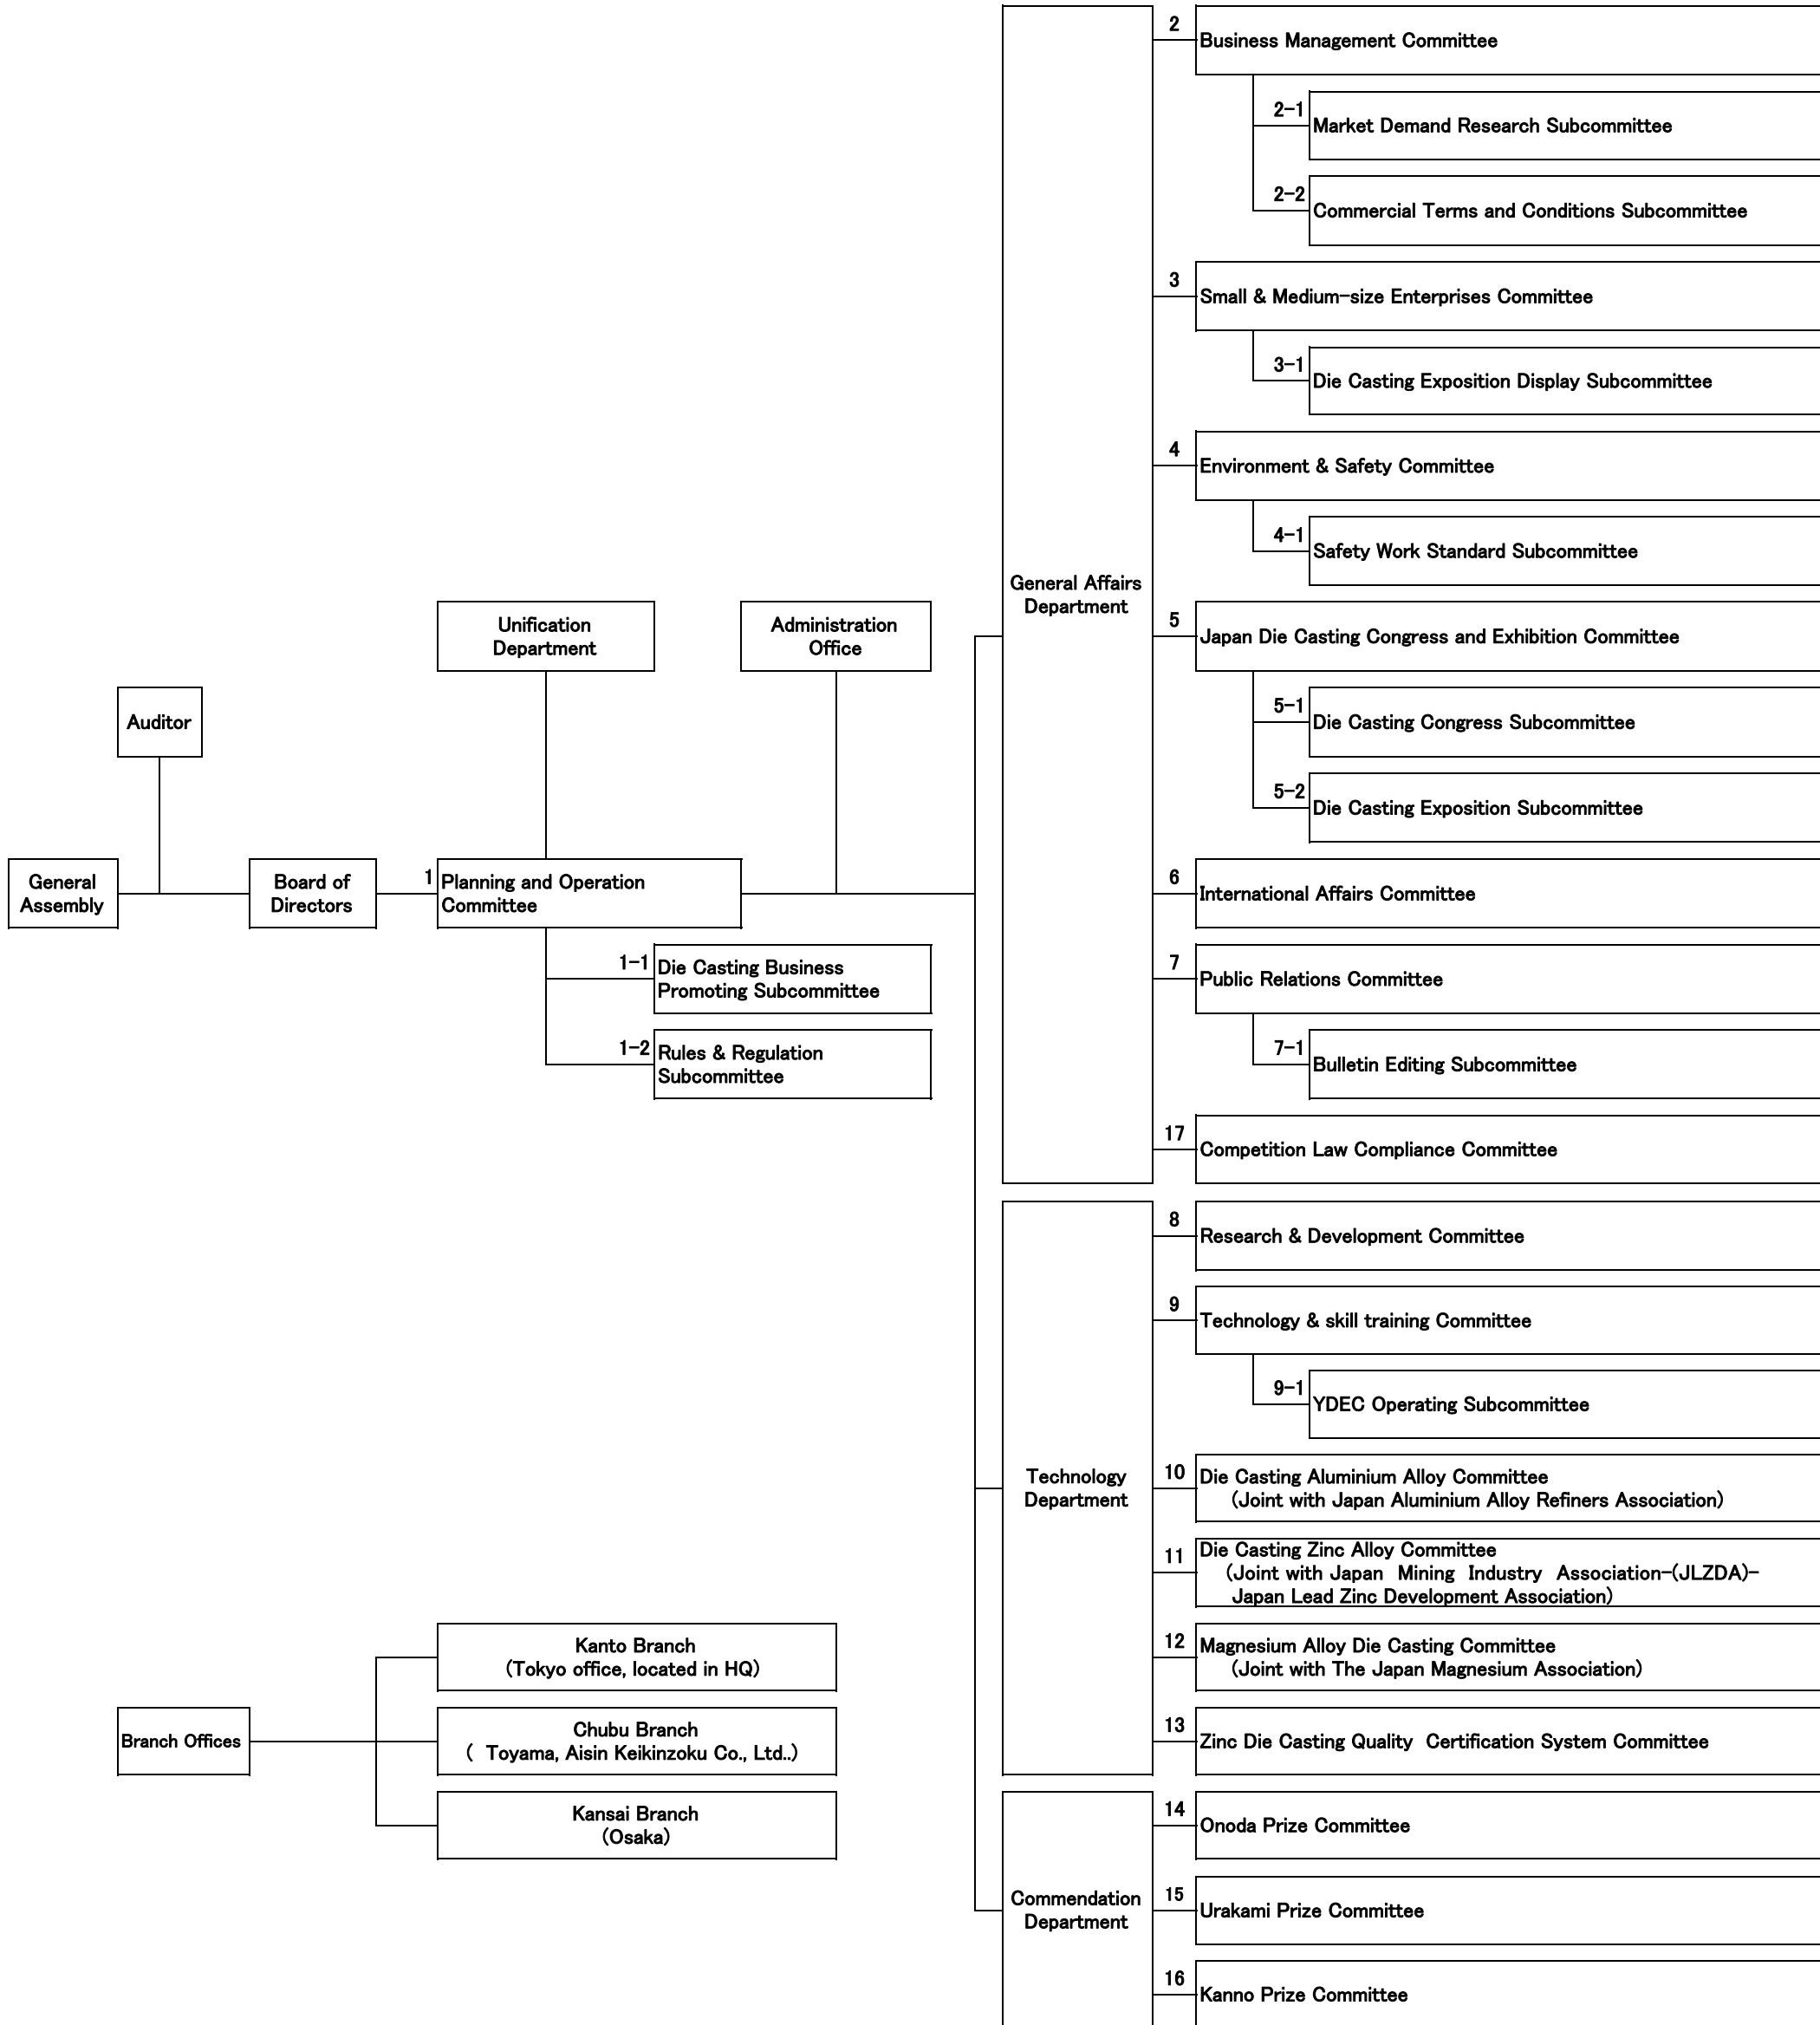 2
Business Management Committee
2-1
Market Demand Research Subcommittee
2-2
Commercial Terms and Conditions Subcommittee
3
Small & Medium-size Enterprises Committee
3-1
Die Casting Exposition Display Subcommittee
4
Environment & Safety Committee
4-1
Safety Work Standard Subcommittee
General Affairs
Department
Unification
Department
Administration
Office
5
Japan Die Casting Congress and Exhibition Committee
Auditor
5-1
Die Casting Congress Subcommittee
5-2
Die Casting Exposition Subcommittee
General
Assembly
Board of
Directors
1
Planning and Operation
Committee
6
International Affairs Committee
1-1
Die Casting Business
Promoting Subcommittee
7
Public Relations Committee
1-2
Rules & Regulation
Subcommittee
7-1
Bulletin Editing Subcommittee
17
Competition Law Compliance Committee
8
Research & Development Committee
9
Technology & skill training Committee
9-1
YDEC Operating Subcommittee
Technology
Department
10
Die Casting Aluminium Alloy Committee
(Joint with Japan Aluminium Alloy Refiners Association)
11
Die Casting Zinc Alloy Committee
(Joint with Japan Mining Industry Association-(JLZDA)-
Japan Lead Zinc Development Association)
Kanto Branch
(Tokyo office, located in HQ)
12
Magnesium Alloy Die Casting Committee
(Joint with The Japan Magnesium Association)
Branch Offices
Chubu Branch
( Toyama, Aisin Keikinzoku Co., Ltd..)
13
Zinc Die Casting Quality Certification System Committee
Kansai Branch
(Osaka)
14
Onoda Prize Committee
Commendation
Department
15
Urakami Prize Committee
16
Kanno Prize Committee